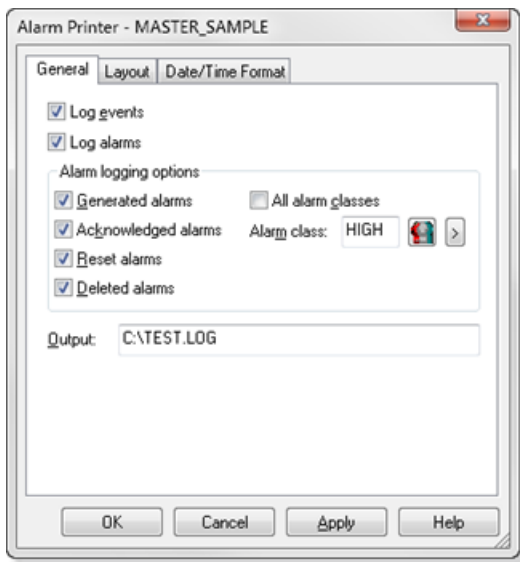 Alarm Printer - MASTER_SAMPLE
General Layout Date/Time Format
Log events
Log alarms
Alarm logging options
Generated alarms All alarm classes
Acknowledged alarms Alarm class: HIGH >
Reset alarms
Deleted alarms
Output: C:\TEST.LOG
OK Cancel Apply Help